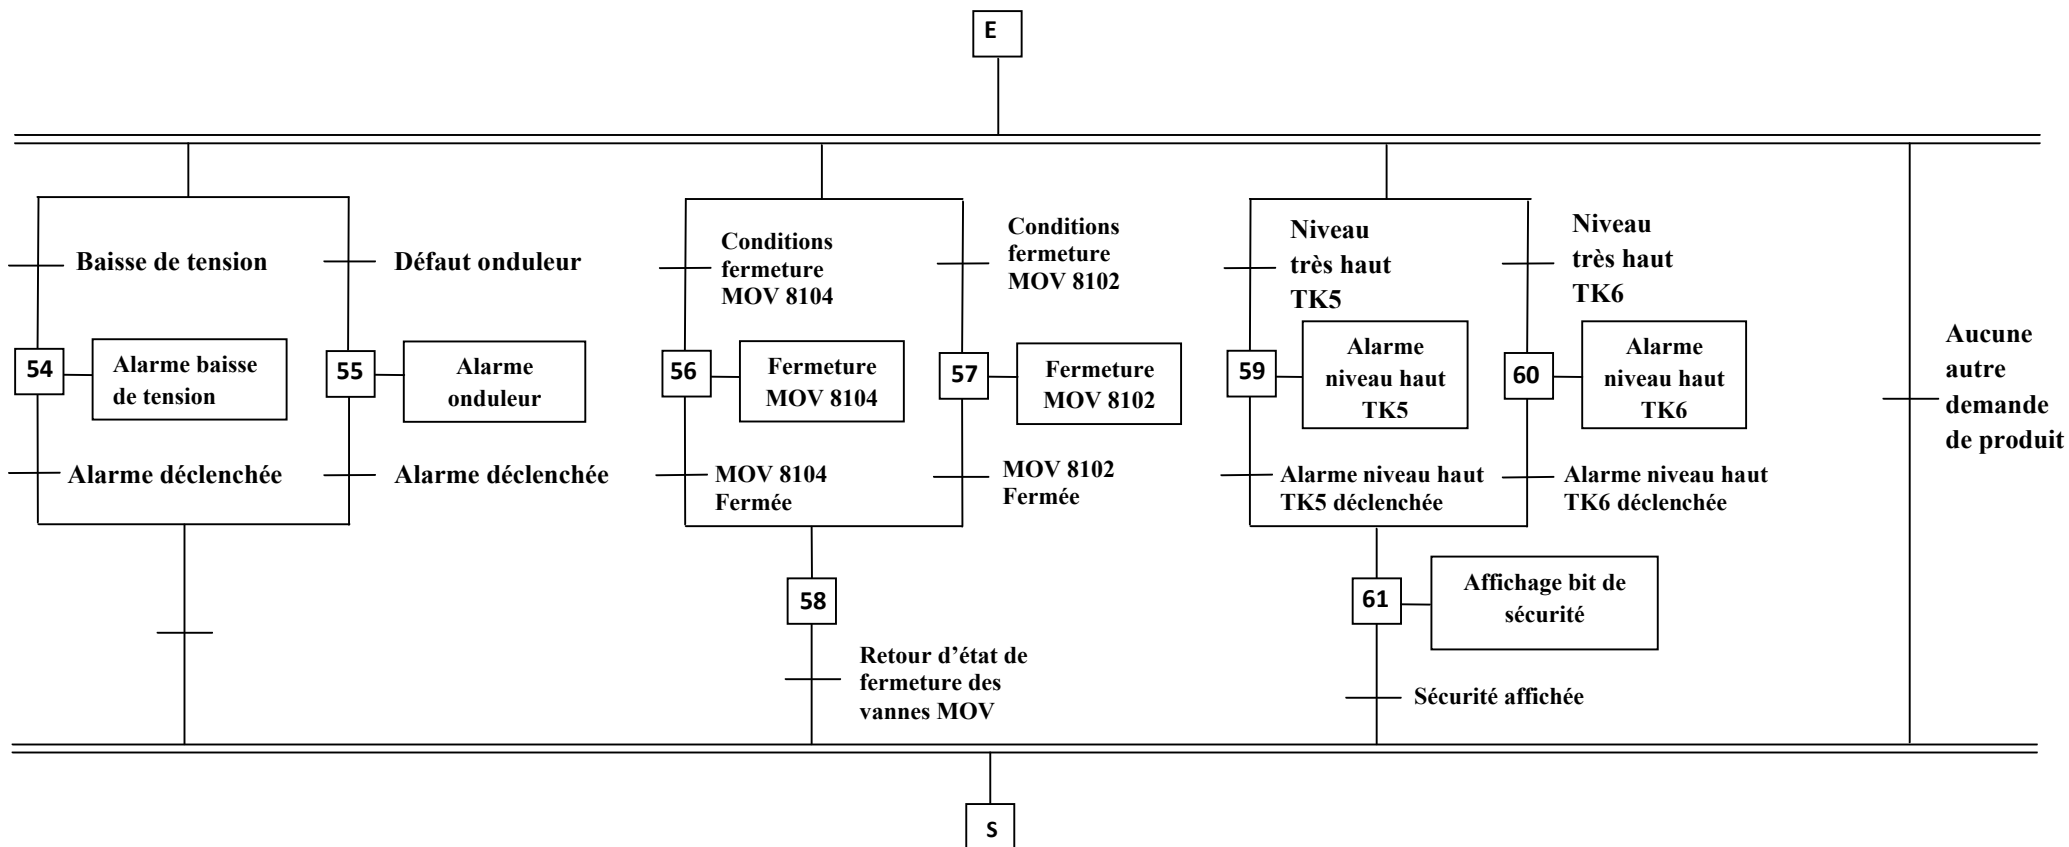 E
Baisse de tension
Défaut onduleur
Conditions
fermeture
MOV 8104
Conditions
fermeture
MOV 8102
Niveau
très haut
TK5
Niveau
très haut
TK6
54
Alarme baisse
de tension
55
Alarme
onduleur
56
Fermeture
MOV 8104
57
Fermeture
MOV 8102
59
Alarme
niveau haut
TK5
60
Alarme
niveau haut
TK6
Aucune
autre
demande
de produit
Alarme déclenchée
Alarme déclenchée
MOV 8104
Fermée
MOV 8102
Fermée
Alarme niveau haut
TK5 déclenchée
Alarme niveau haut
TK6 déclenchée
58
Retour d’état de
fermeture des
vannes MOV
61
Affichage bit de
sécurité
Sécurité affichée
S